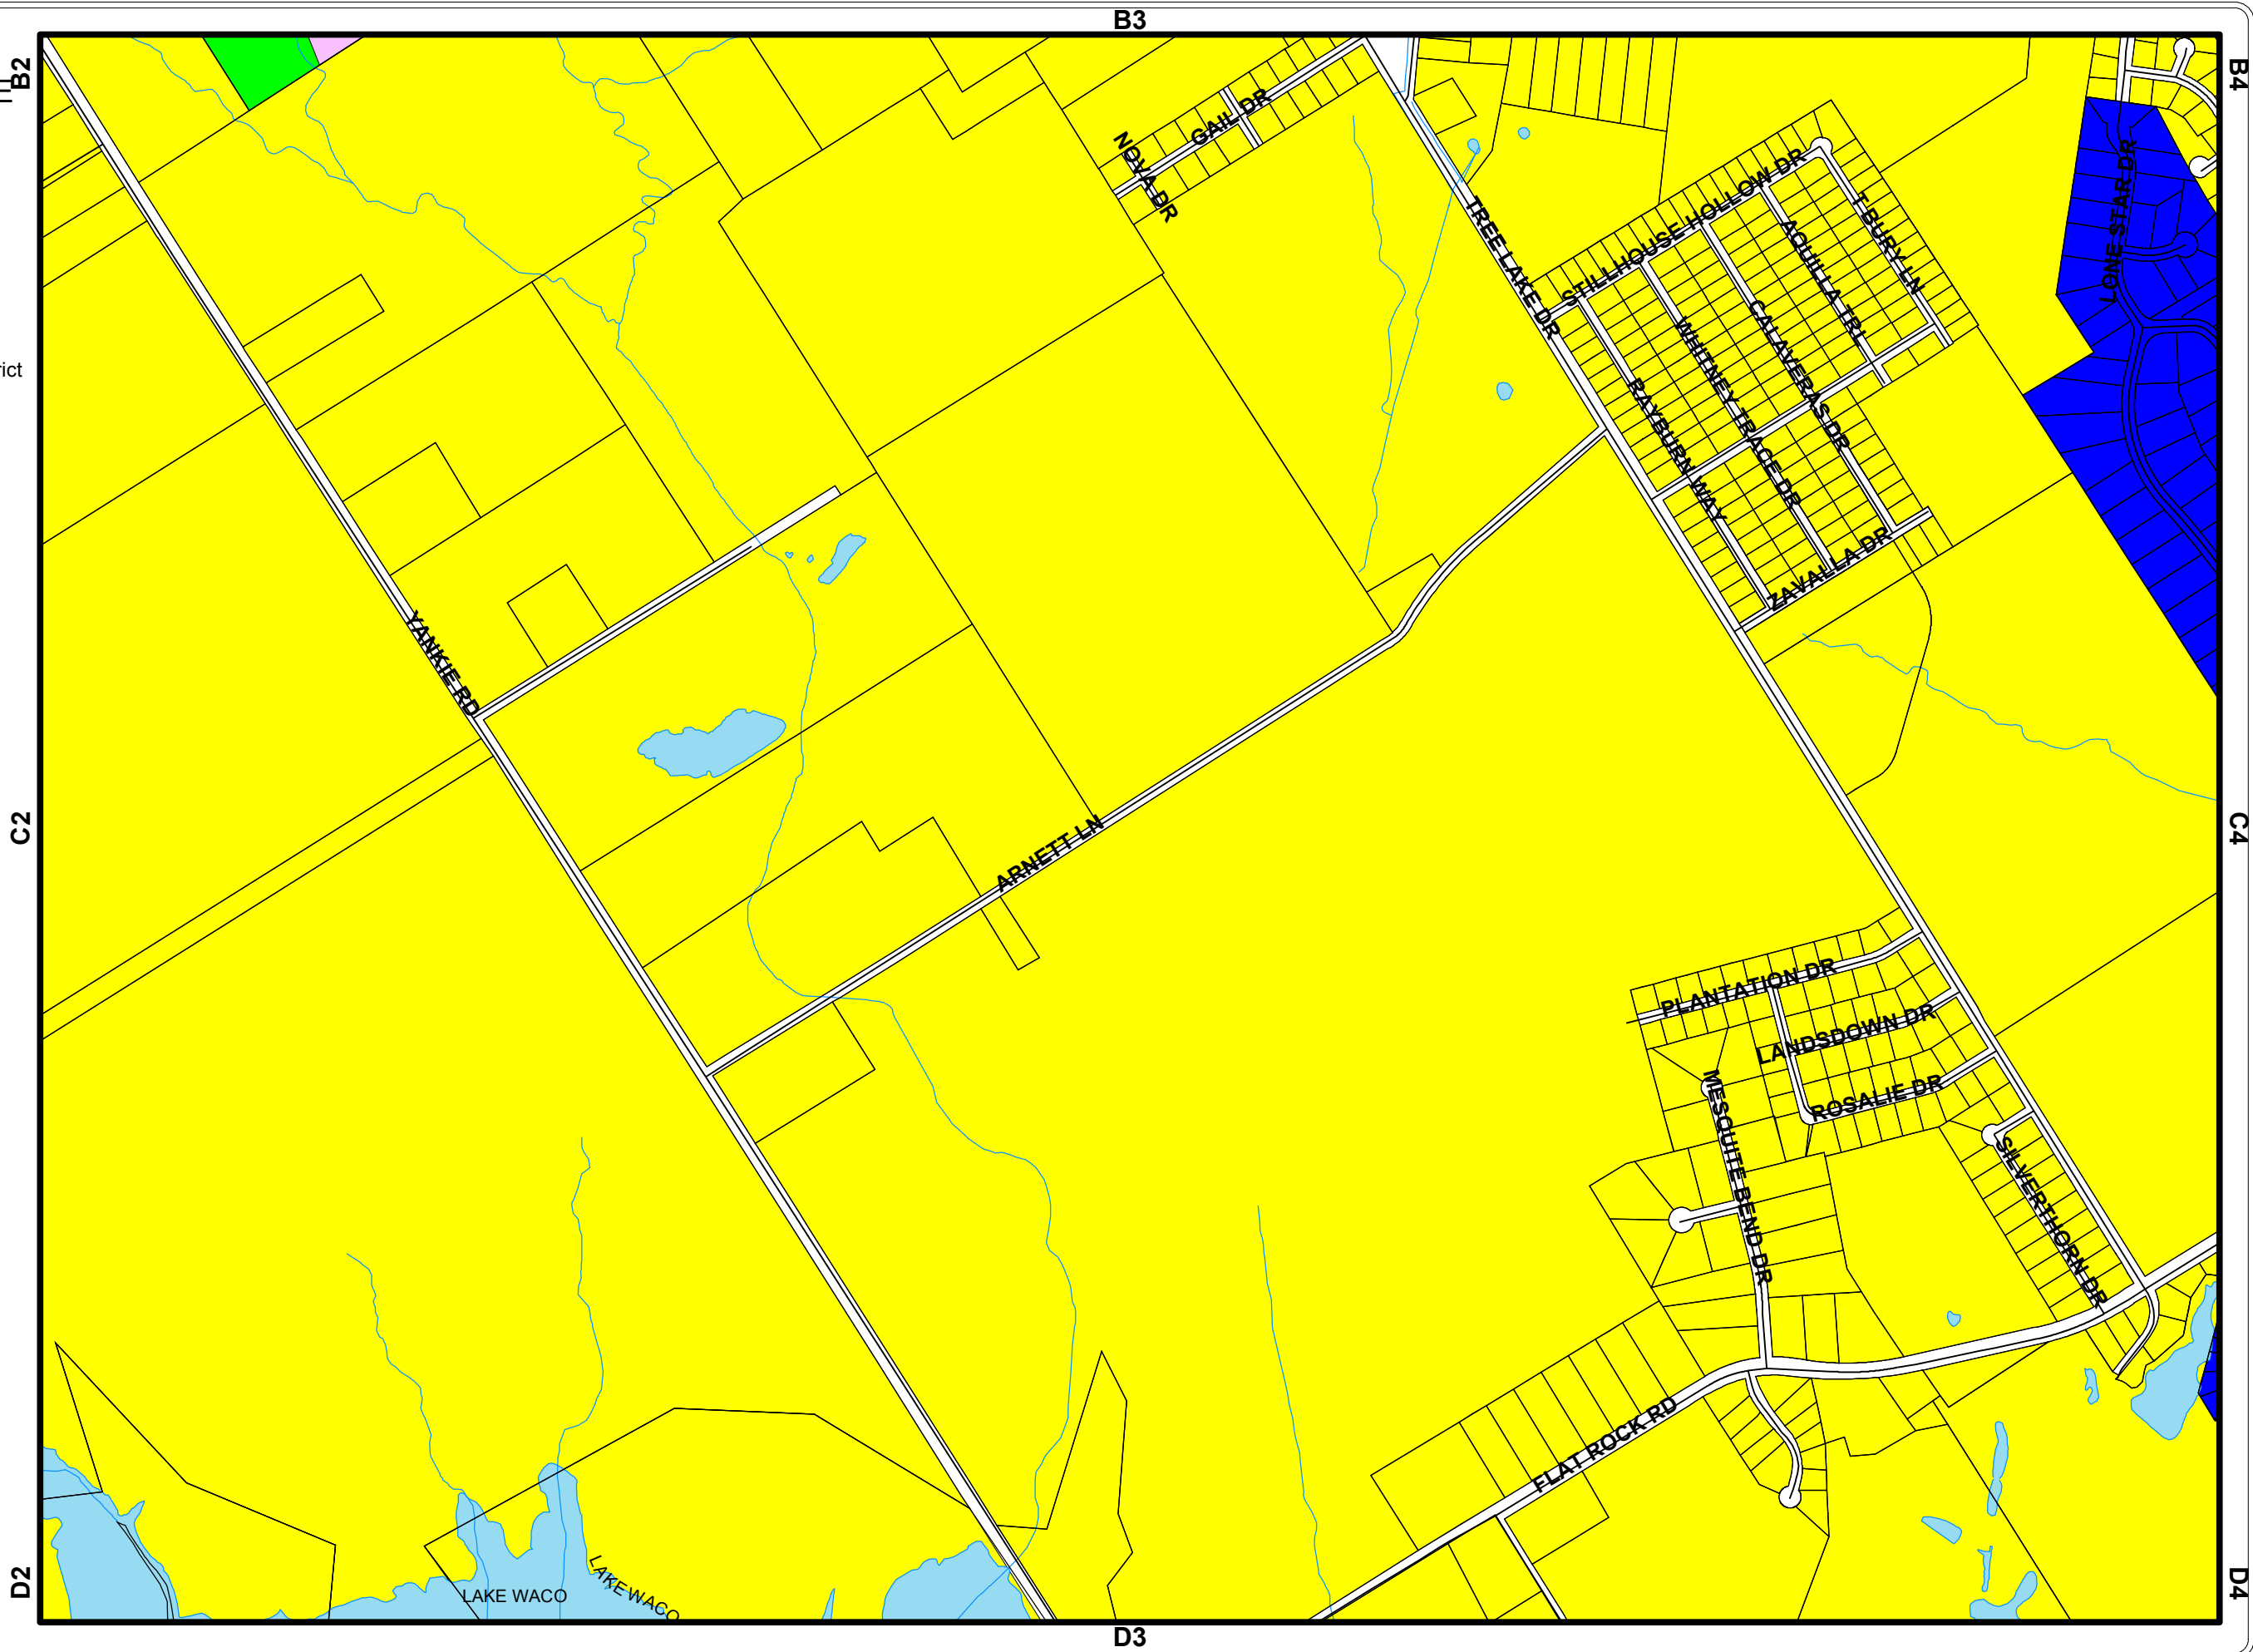 B3
B2
B4
GAIL DR
NOVA DR
LONE STAR DR
STILLHOUSE HOLLOW DR
TREE LAKE DR
T BURY LN
AQUILLA TRL
CALAVERAS DR
WHITNEY TRACE DR
RAYBURN WAY
rict
ZAVALLA DR
YANKIE RD
C2
C4
ARNETT LN
PLANTATION DR
LANDSDOWN DR
ROSALIE DR
MESQUITE BEND DR
SILVERTHORN DR
FLAT ROCK RD
D2
LAKE WACO
LAKE WACO
D4
D3